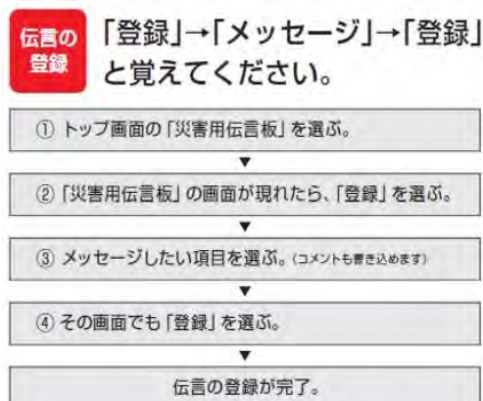 伝言の
登録
「登録」→「メッセージ」→「登録」
と覚えてください。
① トップ画面の「災害用伝言板」を選ぶ。
▼
②「災害用伝言板」の画面が現れたら、「登録」を選ぶ。
▼
③ メッセージしたい項目を選ぶ。(コメントも書き込めます)
▼
④ その画面でも「登録」を選ぶ。
▼
伝言の登録が完了。